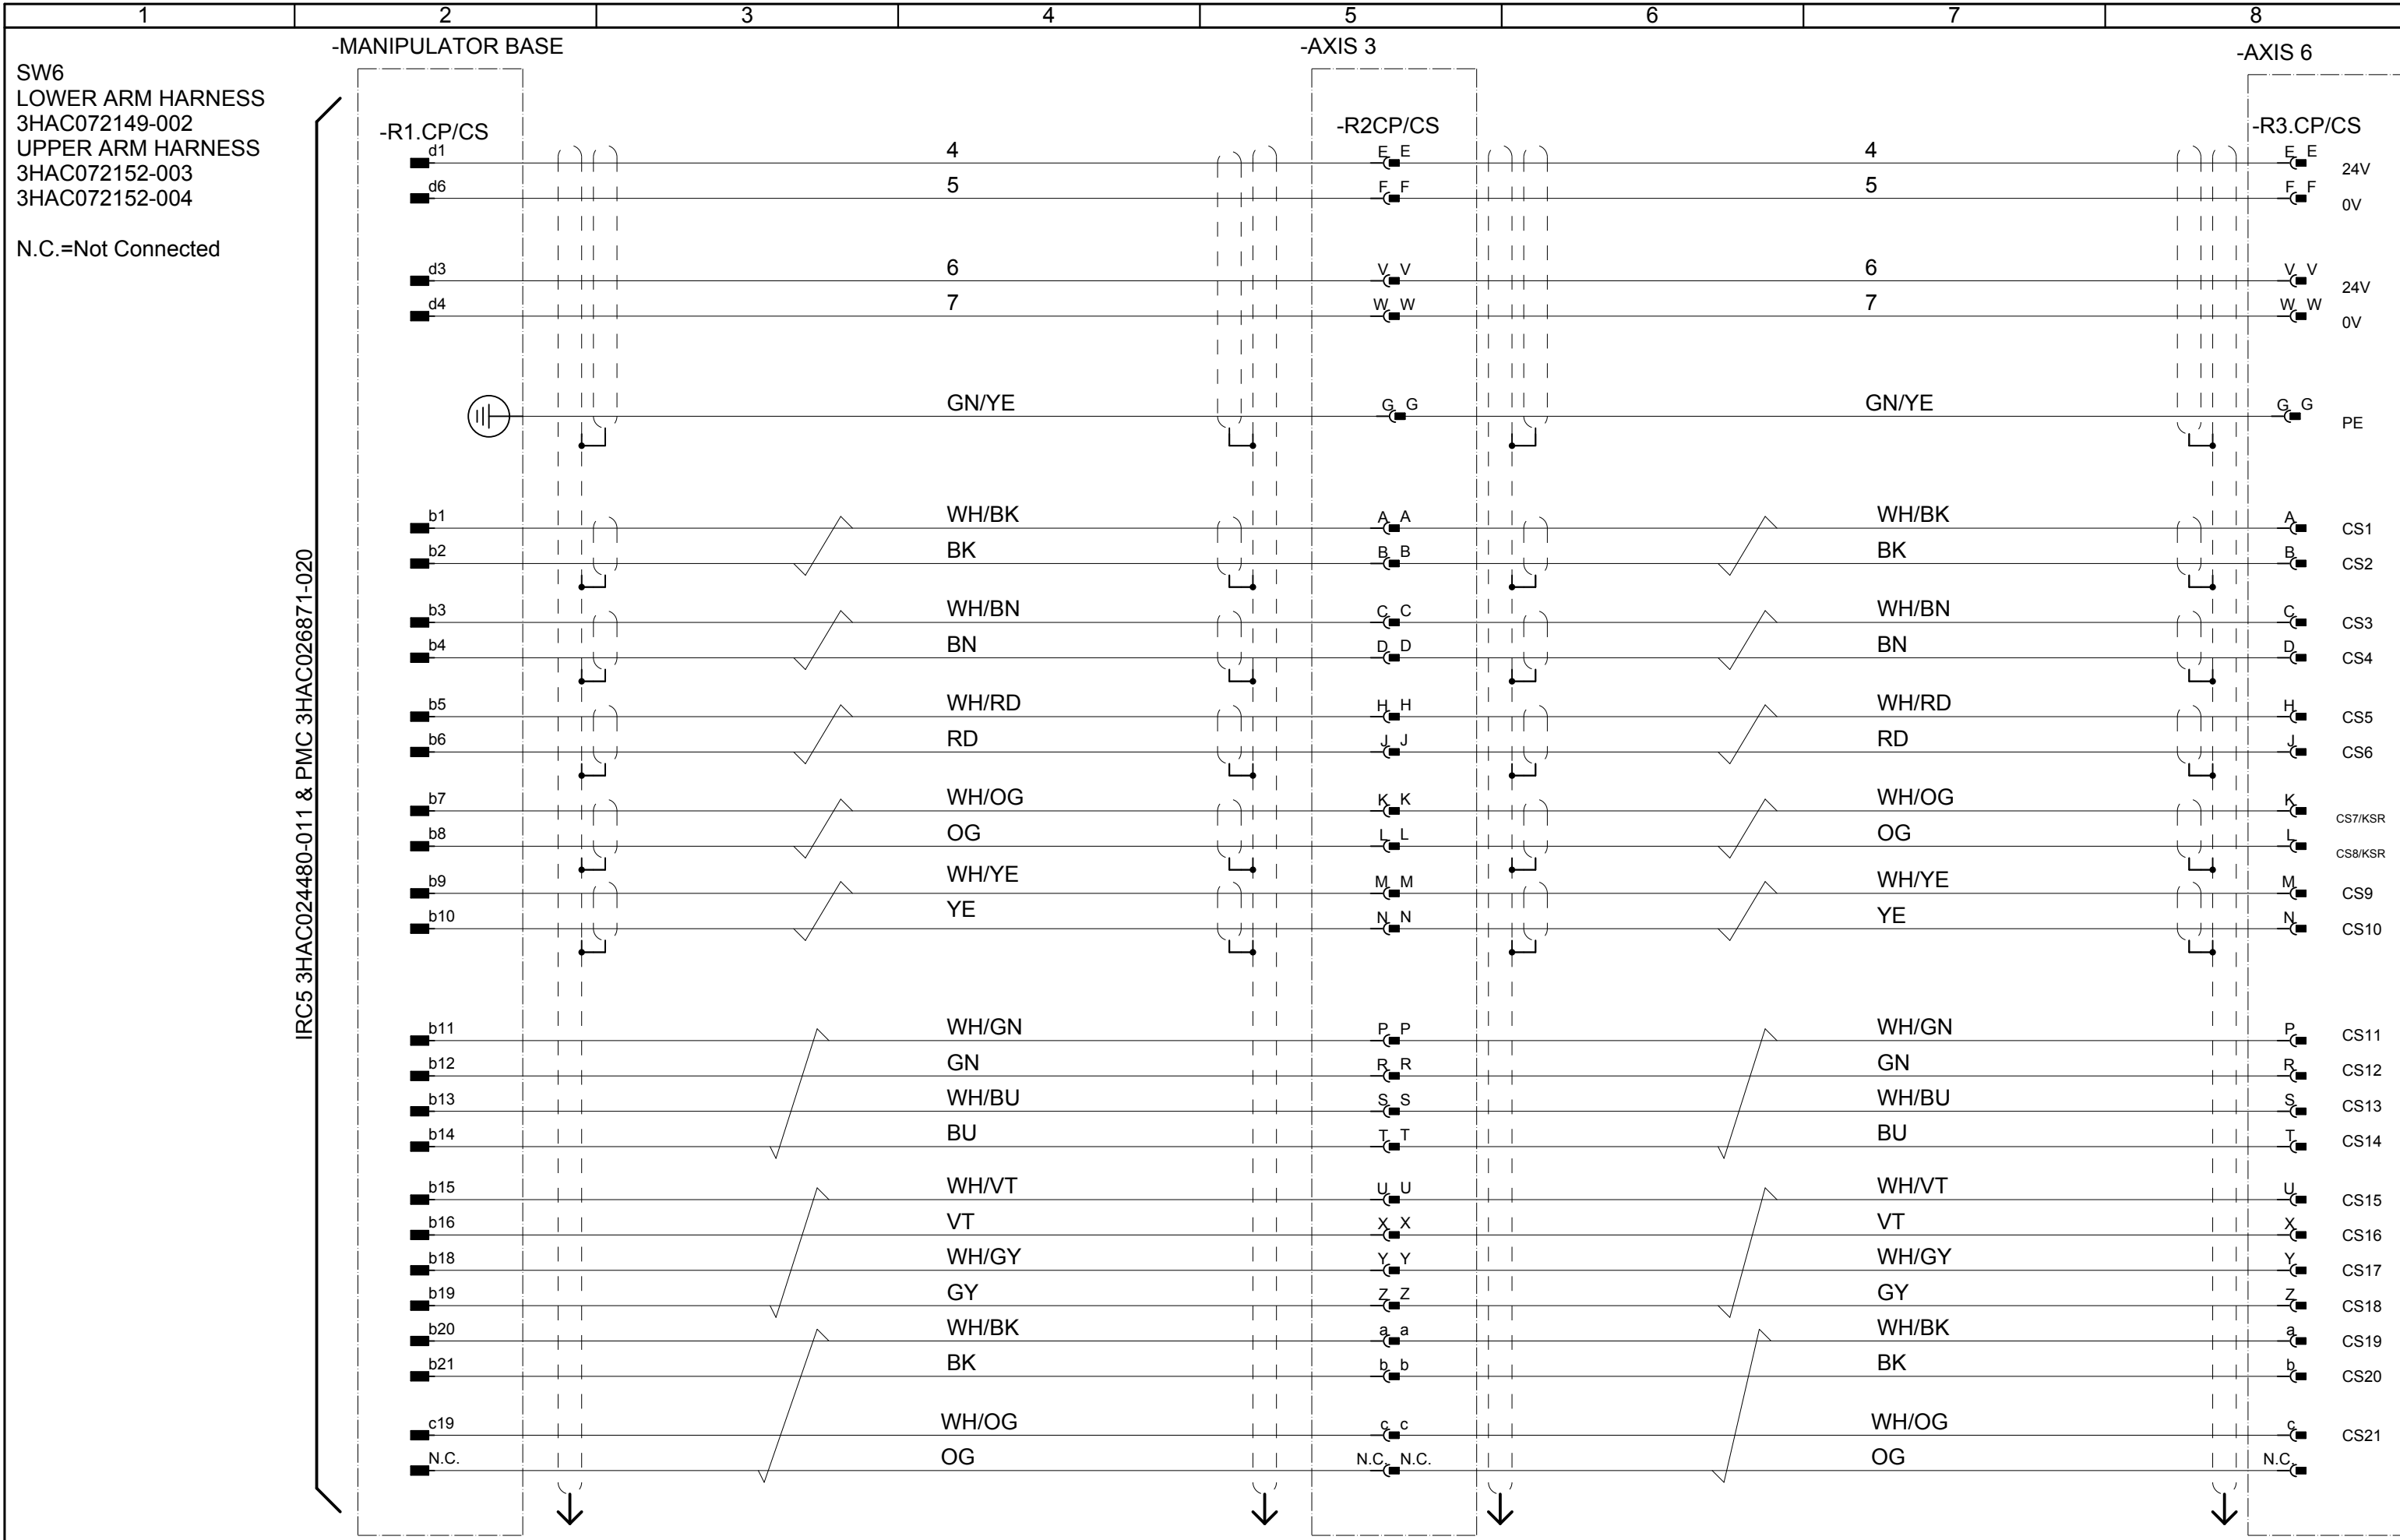 1 2 3 4 5 6 7 8
-MANIPULATOR BASE -AXIS 3 -AXIS 6
SW6
LOWER ARM HARNESS
3HAC072149-002
UPPER ARM HARNESS
3HAC072152-003
3HAC072152-004
N.C.=Not Connected
IRC5 3HAC024480-011 & PMC 3HAC026871-020
-R1.CP/CS -R2CP/CS -R3.CP/CS
d1 4 E E 4 E E 24V
d6 5 F F 5 F F 0V
d3 6 V V 6 V V 24V
d4 7 W W 7 W W 0V
GN/YE G G GN/YE G G PE
b1 WH/BK A A WH/BK A CS1
b2 BK B B BK B CS2
b3 WH/BN C C WH/BN C CS3
b4 BN D D BN D CS4
b5 WH/RD H H WH/RD H CS5
b6 RD J J RD J CS6
b7 WH/OG K K WH/OG K CS7/KSR
b8 OG L L OG L CS8/KSR
b9 WH/YE M M WH/YE M CS9
b10 YE N N YE N CS10
b11 WH/GN P P WH/GN P CS11
b12 GN R R GN R CS12
b13 WH/BU S S WH/BU S CS13
b14 BU T T BU T CS14
b15 WH/VT U U WH/VT U CS15
b16 VT X X VT X CS16
b18 WH/GY Y Y WH/GY Y CS17
b19 GY Z Z GY Z CS18
b20 WH/BK a a WH/BK a CS19
b21 BK b b BK b CS20
c19 WH/OG c c WH/OG c CS21
N.C. OG N.C. N.C. OG N.C.